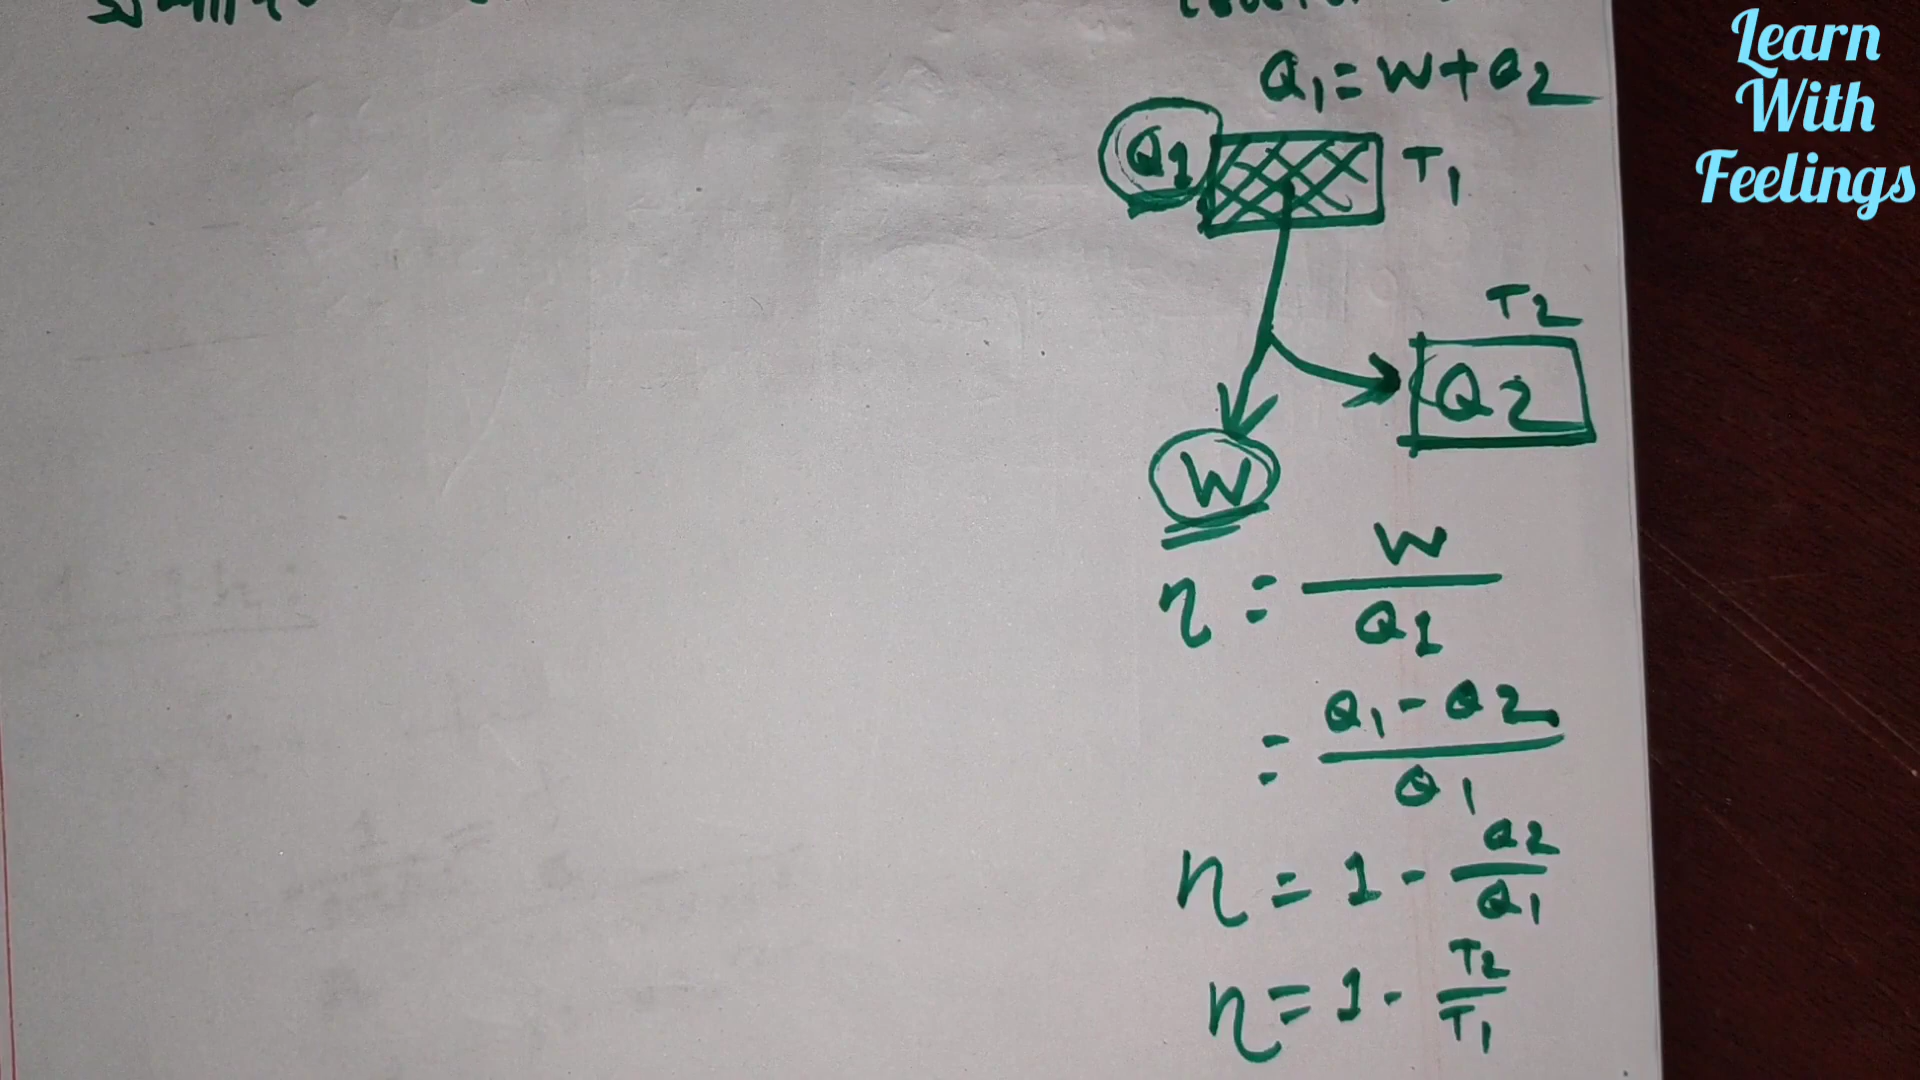 Learn
With
Feelings
Q₁ = W + Q2
Q1
T₁
T2
Q2
W
η = W / Q1
= Q₁ - Q2 / Q₁
η = 1 - Q2 / Q₁
η = 1 - T2 / T₁